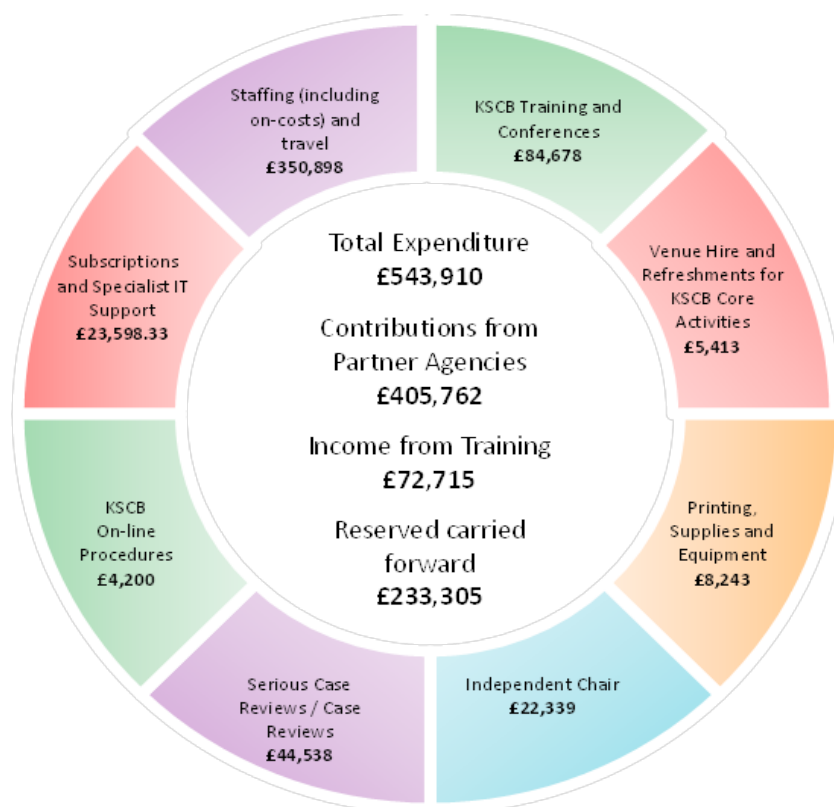 Staffing (including
on-costs) and
travel
£350,898
KSCB Training and
Conferences
£84,678
Subscriptions
and Specialist IT
Support
£23,598.33
Venue Hire and
Refreshments for
KSCB Core
Activities
£5,413
Total Expenditure
£543,910
Contributions from
Partner Agencies
£405,762
Income from Training
£72,715
Reserved carried
forward
£233,305
KSCB
On-line
Procedures
£4,200
Printing,
Supplies and
Equipment
£8,243
Serious Case
Reviews / Case
Reviews
£44,538
Independent Chair
£22,339